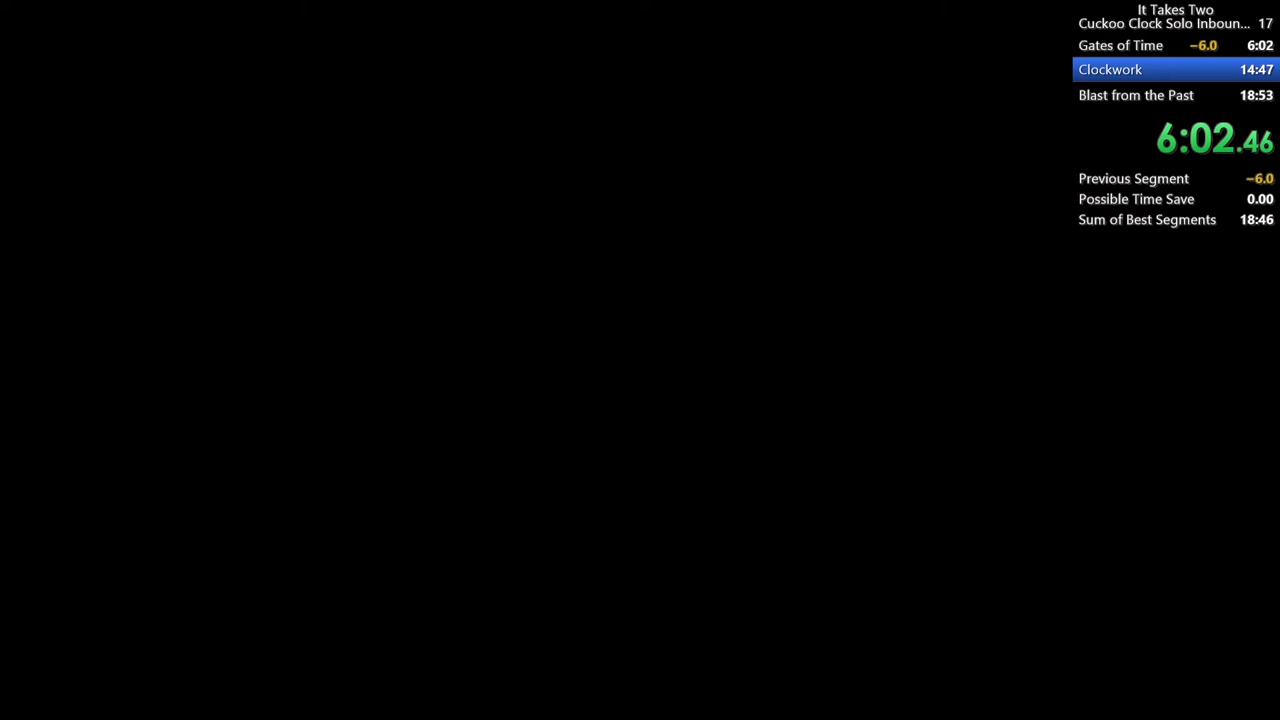 It Takes Two
Cuckoo Clock Solo Inboun... 17
Gates of Time −6.0 6:02
Clockwork 14:47
Blast from the Past 18:53
6:02.46
Previous Segment −6.0
Possible Time Save 0.00
Sum of Best Segments 18:46